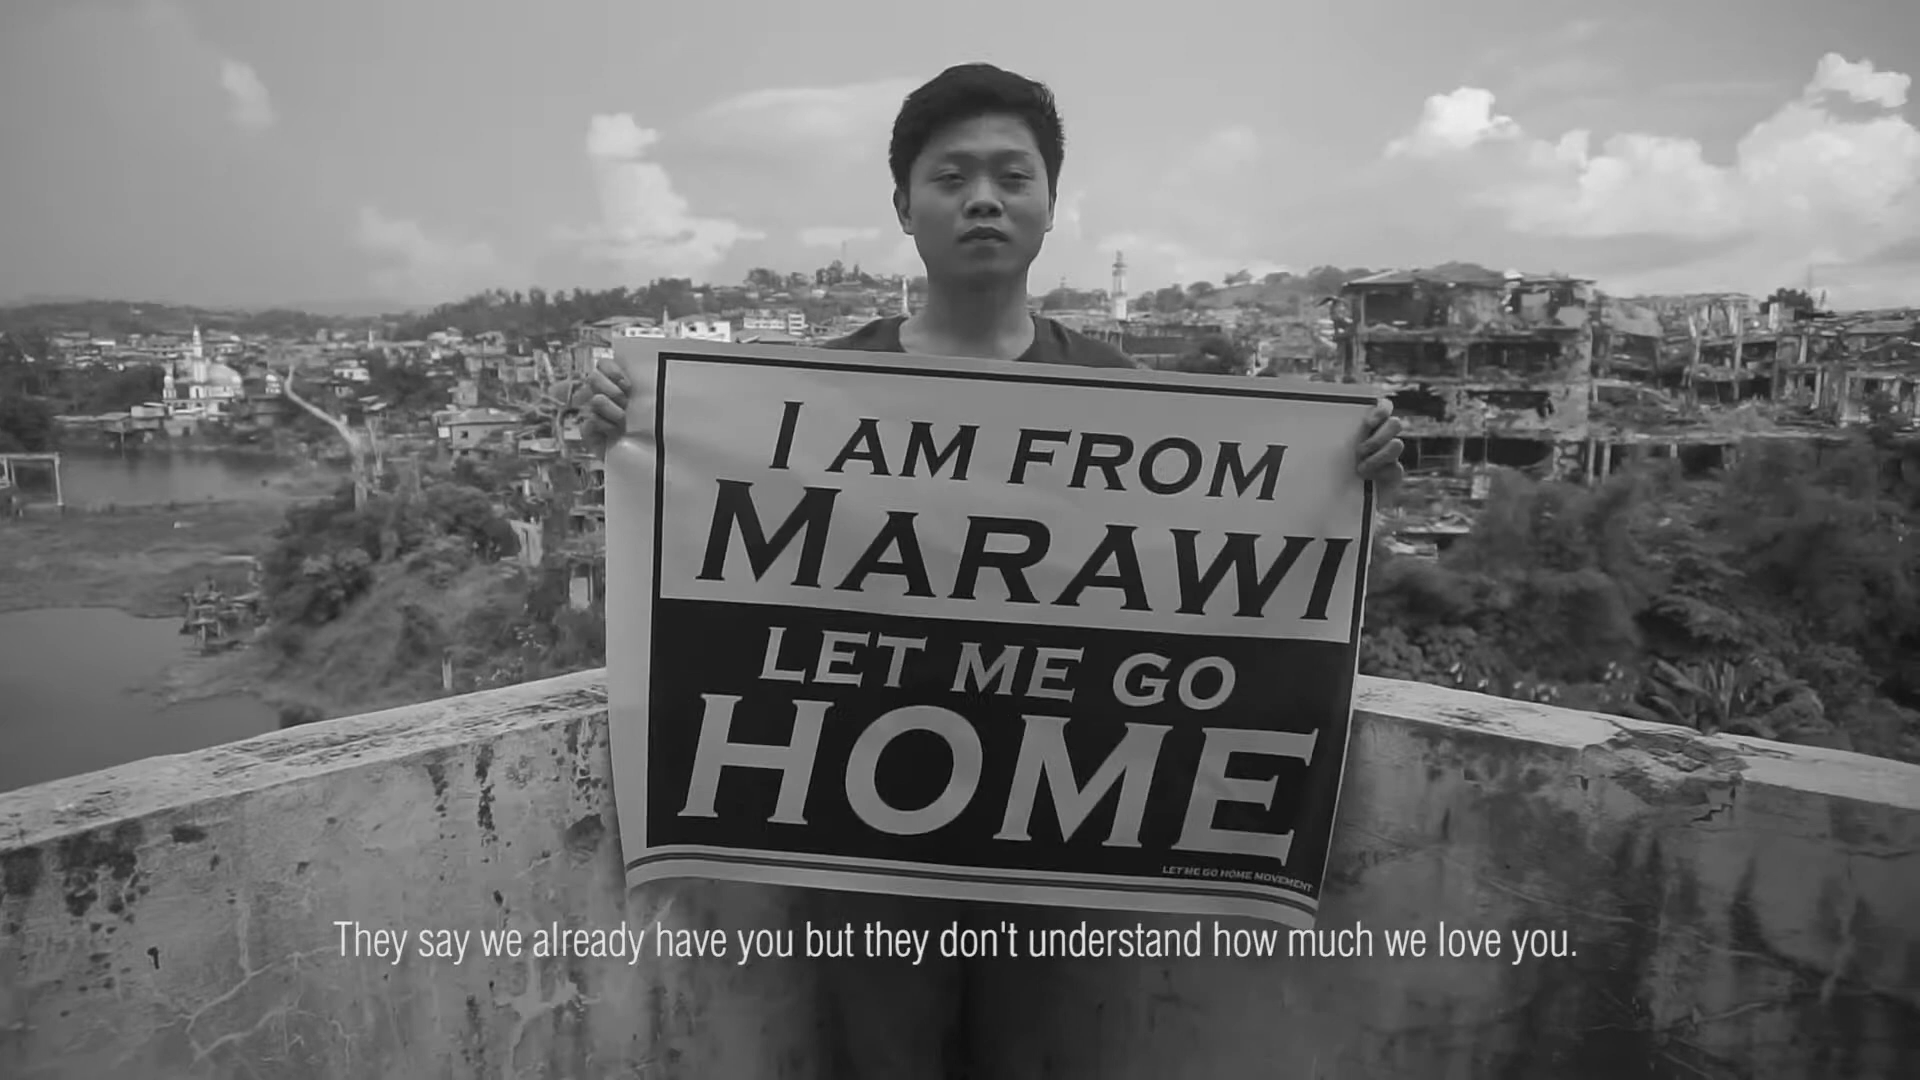 I AM FROM
MARAWI
LET ME GO
HOME
LET ME GO HOME MOVEMENT
They say we already have you but they don't understand how much we love you.